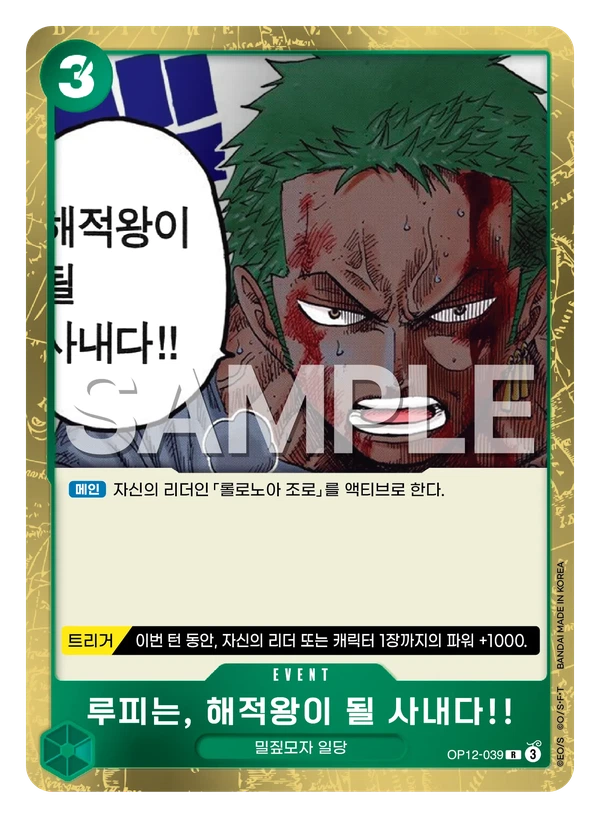 3
해적왕이
될
사내다!!
SAMPLE
메인 자신의 리더인 「롤로노아 조로」를 액티브로 한다.
트리거 이번 턴 동안, 자신의 리더 또는 캐릭터 1장까지의 파워 +1000.
EVENT
루피는, 해적왕이 될 사내다!!
밀짚모자 일당
OP12-039 R 3
©EO/S ©O/S·F·T BANDAI MADE IN KOREA